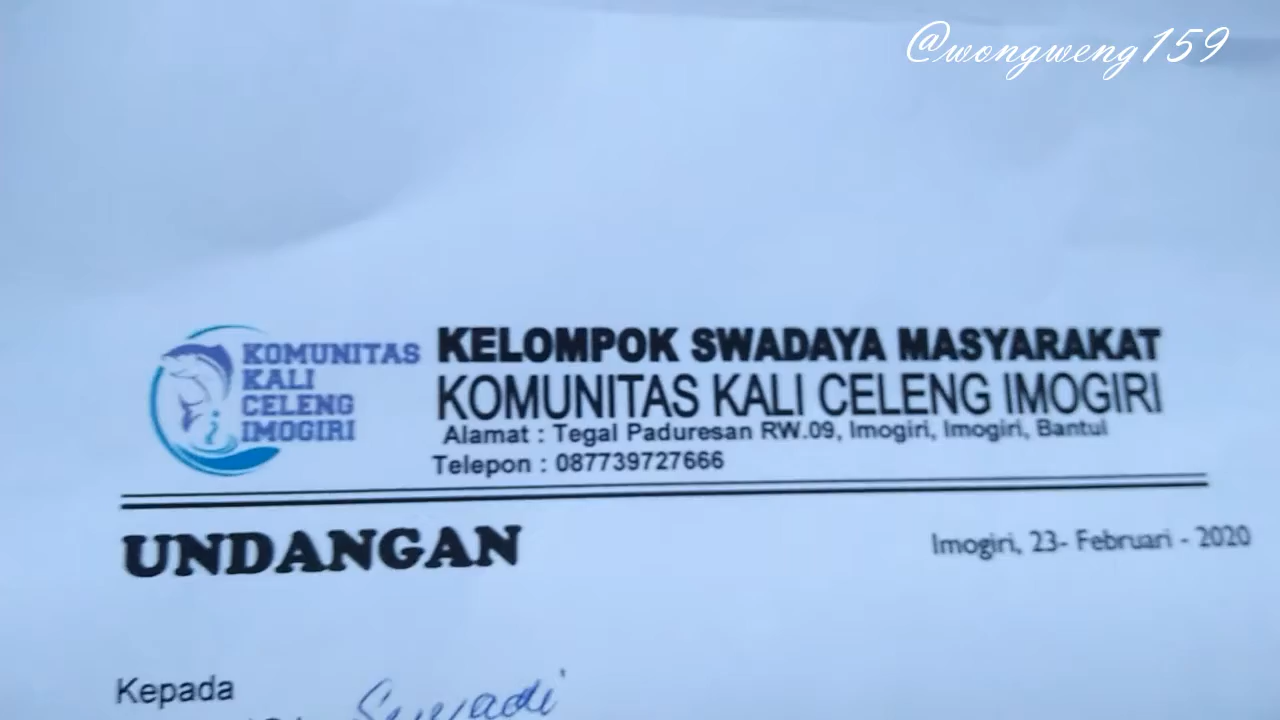 @wongweng159
KOMUNITAS
KALI
CELENG
IMOGIRI
KELOMPOK SWADAYA MASYARAKAT
KOMUNITAS KALI CELENG IMOGIRI
Alamat : Tegal Paduresan RW.09, Imogiri, Imogiri, Bantul
Telepon : 087739727666
UNDANGAN
Imogiri, 23- Februari - 2020
Kepada